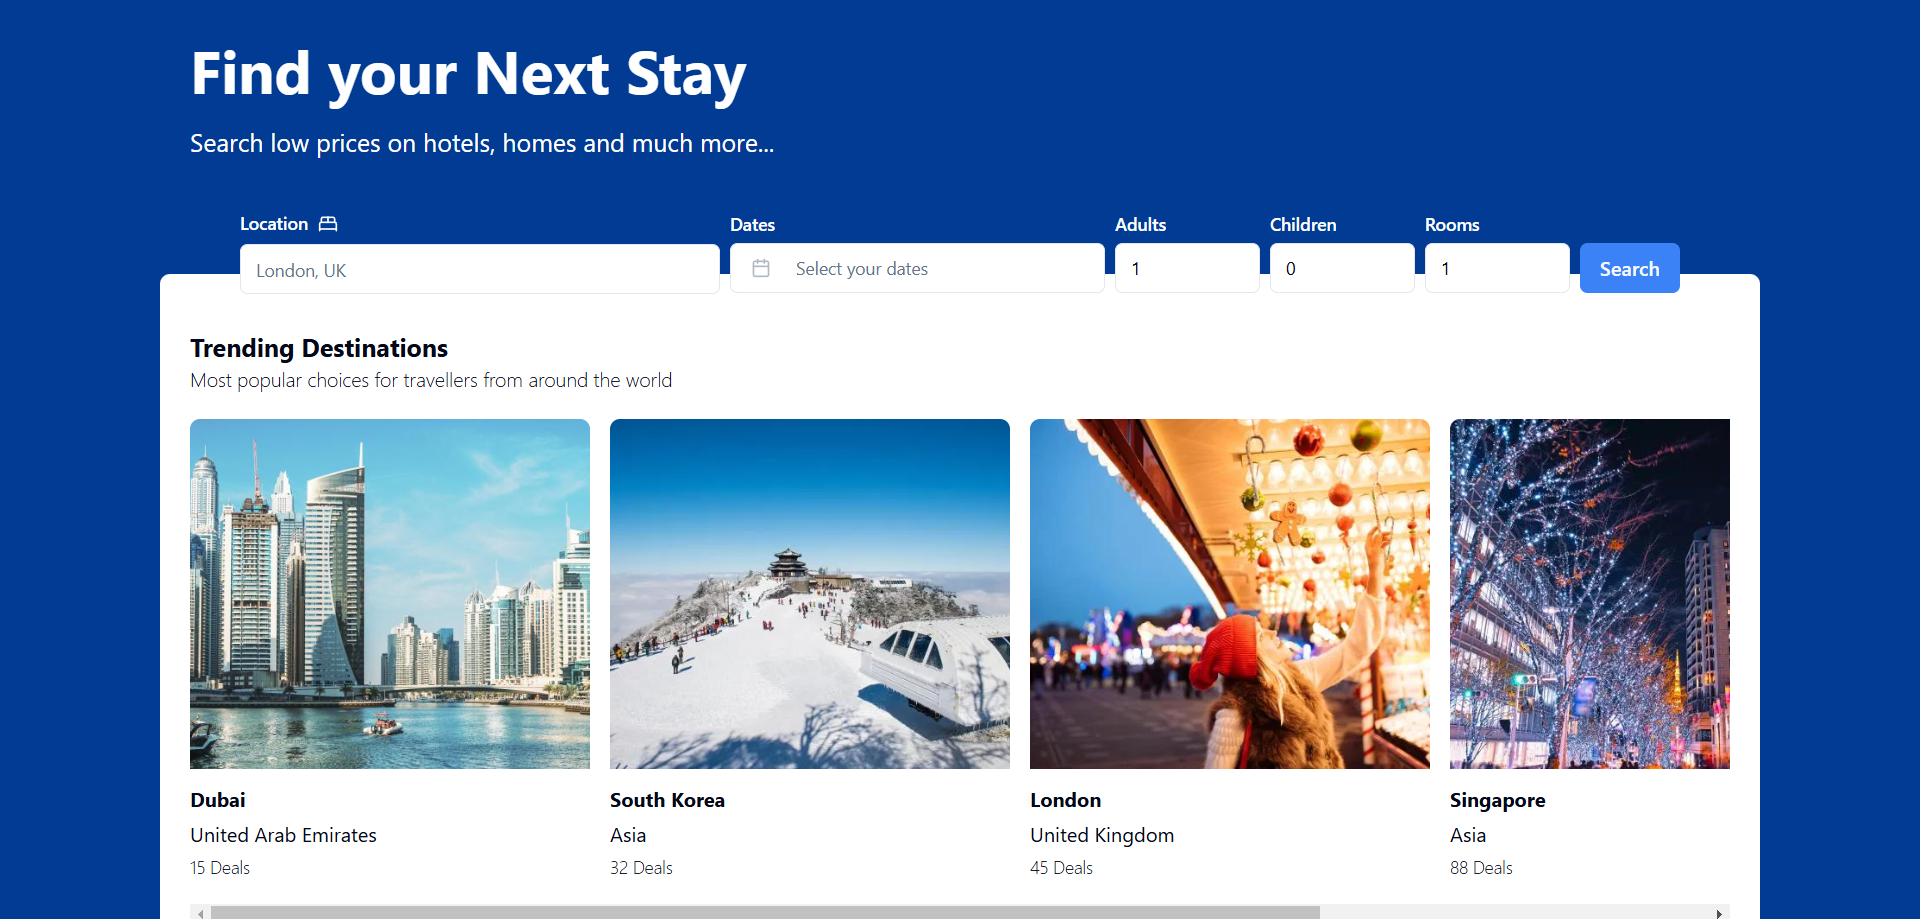 Find your Next Stay
Search low prices on hotels, homes and much more...
Location
Dates
Adults
Children
Rooms
London, UK
Select your dates
1
0
1
Search
Trending Destinations
Most popular choices for travellers from around the world
Dubai
United Arab Emirates
15 Deals
South Korea
Asia
32 Deals
London
United Kingdom
45 Deals
Singapore
Asia
88 Deals